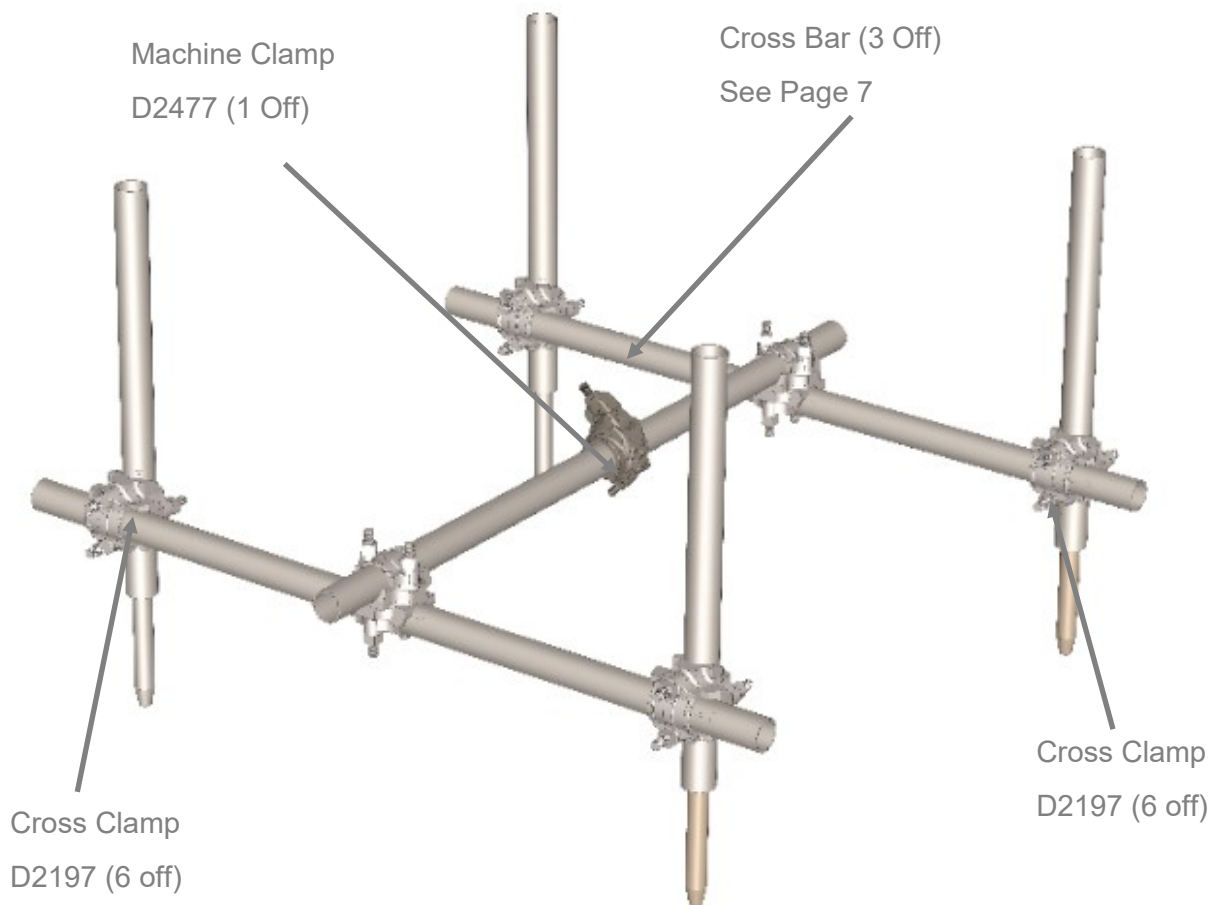 Machine Clamp
D2477 (1 Off)
Cross Bar (3 Off)
See Page 7
Cross Clamp
D2197 (6 off)
Cross Clamp
D2197 (6 off)